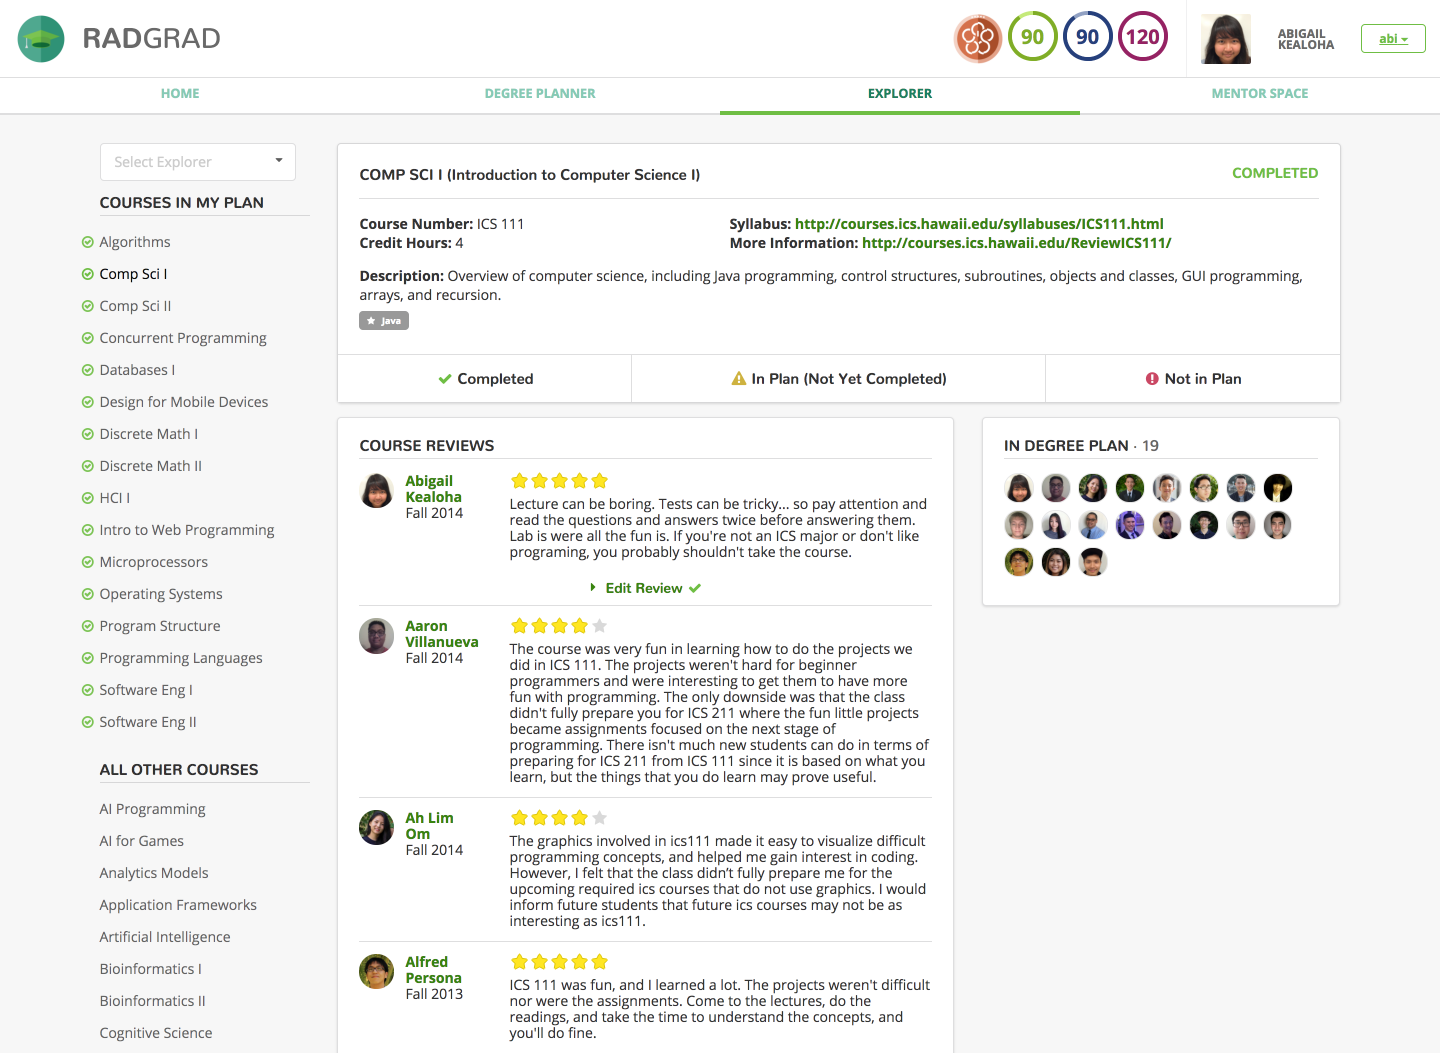 RADGRAD
90
90
120
ABIGAIL
KEALOHA
abi
HOME
DEGREE PLANNER
EXPLORER
MENTOR SPACE
Select Explorer
COURSES IN MY PLAN
Algorithms
Comp Sci I
Comp Sci II
Concurrent Programming
Databases I
Design for Mobile Devices
Discrete Math I
Discrete Math II
HCI I
Intro to Web Programming
Microprocessors
Operating Systems
Program Structure
Programming Languages
Software Eng I
Software Eng II
ALL OTHER COURSES
AI Programming
AI for Games
Analytics Models
Application Frameworks
Artificial Intelligence
Bioinformatics I
Bioinformatics II
Cognitive Science
COMP SCI I (Introduction to Computer Science I)
COMPLETED
Course Number: ICS 111
Credit Hours: 4
Syllabus: http://courses.ics.hawaii.edu/syllabuses/ICS111.html
More Information: http://courses.ics.hawaii.edu/ReviewICS111/
Description: Overview of computer science, including Java programming, control structures, subroutines, objects and classes, GUI programming,
arrays, and recursion.
Java
Completed
In Plan (Not Yet Completed)
Not in Plan
COURSE REVIEWS
Abigail
Kealoha
Fall 2014
Lecture can be boring. Tests can be tricky... so pay attention and
read the questions and answers twice before answering them.
Lab is were all the fun is. If you're not an ICS major or don't like
programing, you probably shouldn't take the course.
Edit Review
Aaron
Villanueva
Fall 2014
The course was very fun in learning how to do the projects we
did in ICS 111. The projects weren't hard for beginner
programmers and were interesting to get them to have more
fun with programming. The only downside was that the class
didn't fully prepare you for ICS 211 where the fun little projects
became assignments focused on the next stage of
programming. There isn't much new students can do in terms of
preparing for ICS 211 from ICS 111 since it is based on what you
learn, but the things that you do learn may prove useful.
Ah Lim
Om
Fall 2014
The graphics involved in ics111 made it easy to visualize difficult
programming concepts, and helped me gain interest in coding.
However, I felt that the class didn’t fully prepare me for the
upcoming required ics courses that do not use graphics. I would
inform future students that future ics courses may not be as
interesting as ics111.
Alfred
Persona
Fall 2013
ICS 111 was fun, and I learned a lot. The projects weren't difficult
nor were the assignments. Come to the lectures, do the
readings, and take the time to understand the concepts, and
you'll do fine.
IN DEGREE PLAN · 19